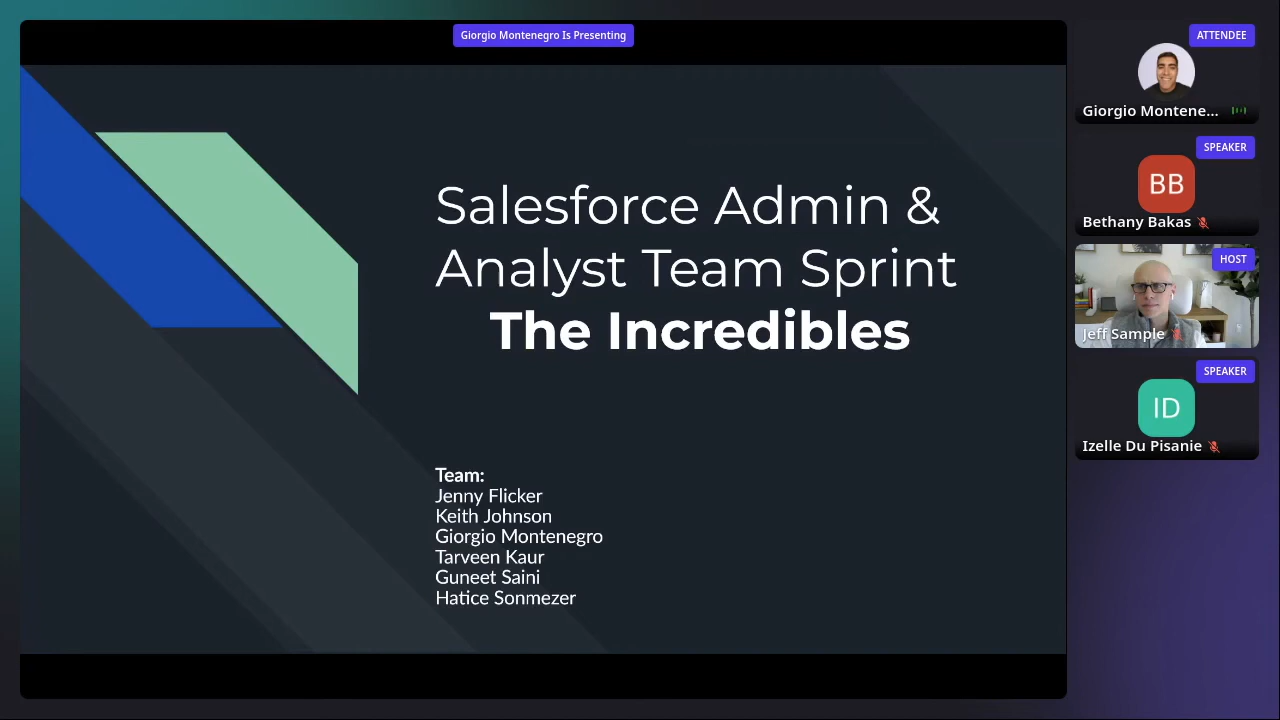 Giorgio Montenegro Is Presenting
Salesforce Admin &
Analyst Team Sprint
The Incredibles
Team:
Jenny Flicker
Keith Johnson
Giorgio Montenegro
Tarveen Kaur
Guneet Saini
Hatice Sonmezer
ATTENDEE
Giorgio Montene...
SPEAKER
BB
Bethany Bakas
HOST
Jeff Sample
SPEAKER
ID
Izelle Du Pisanie